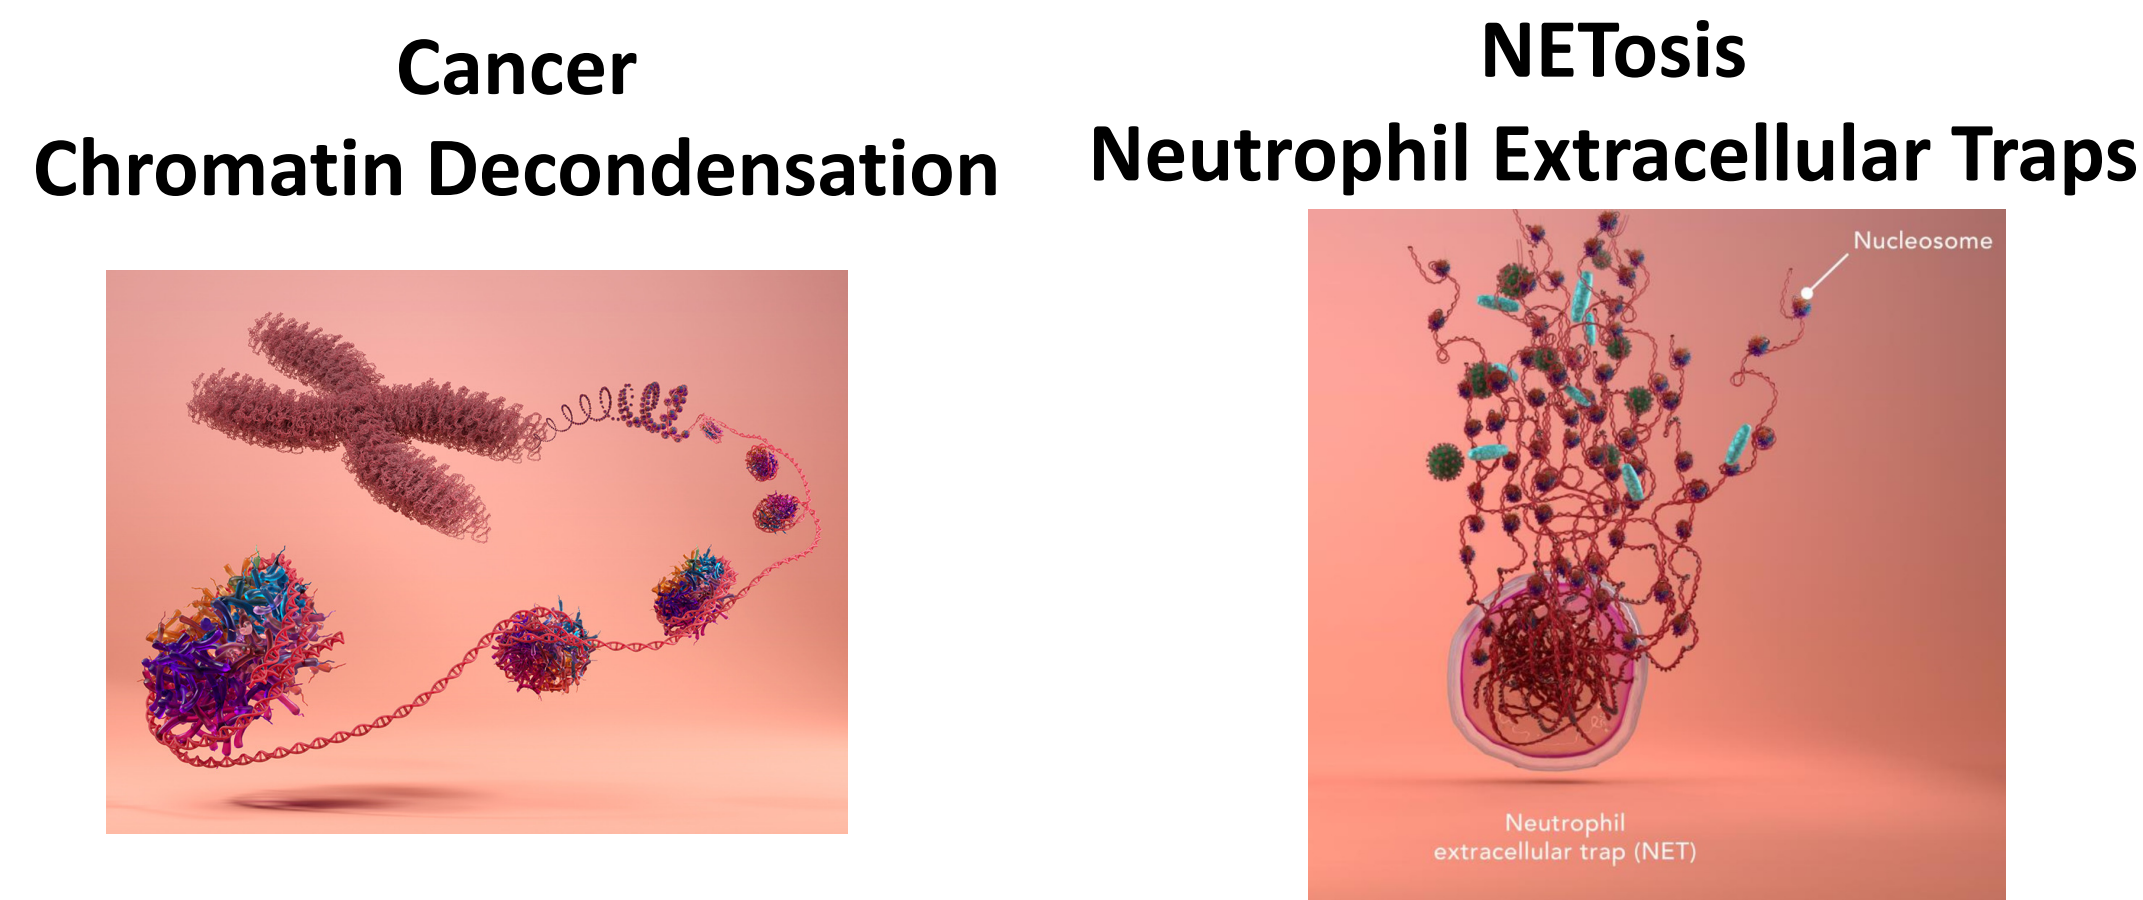 Cancer
Chromatin Decondensation
NETosis
Neutrophil Extracellular Traps
Nucleosome
Neutrophil
extracellular trap (NET)